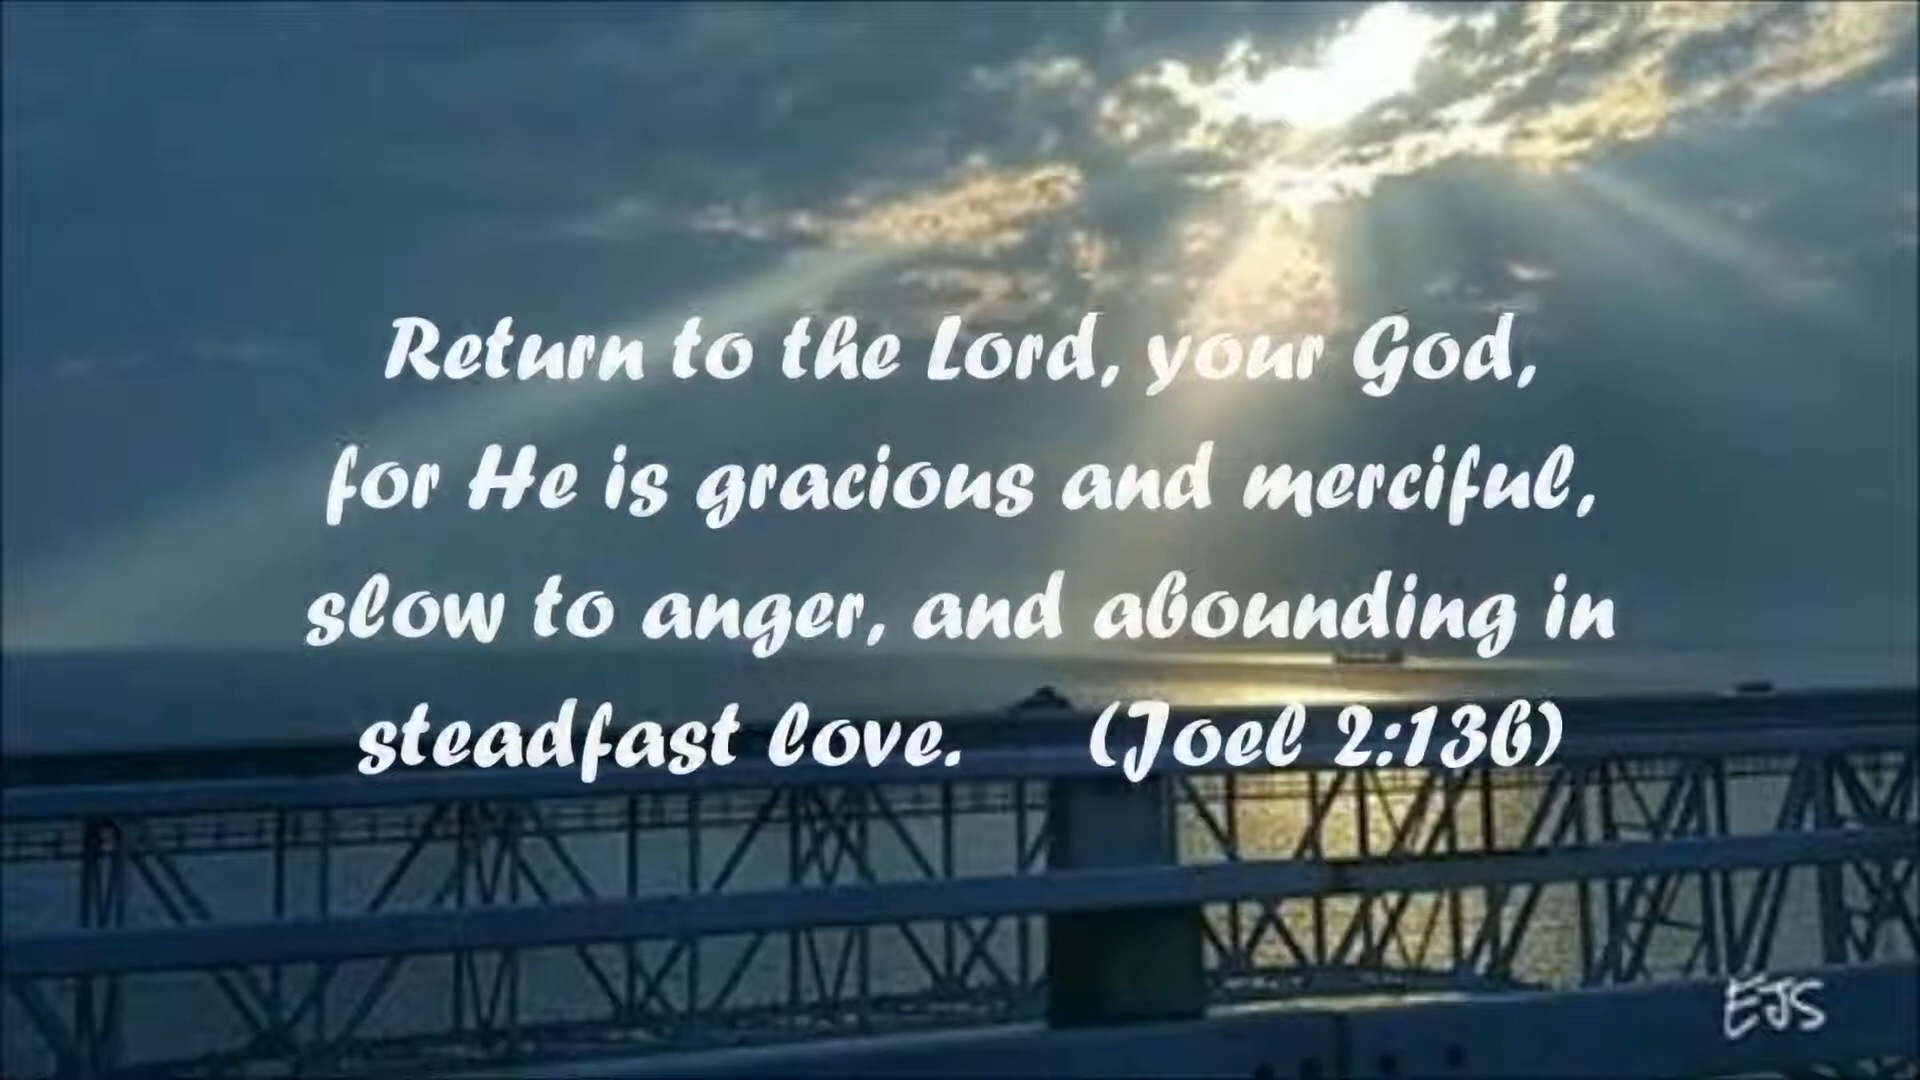 Return to the Lord, your God,
for He is gracious and merciful,
slow to anger, and abounding in
steadfast love. (Joel 2:13b)
EJS